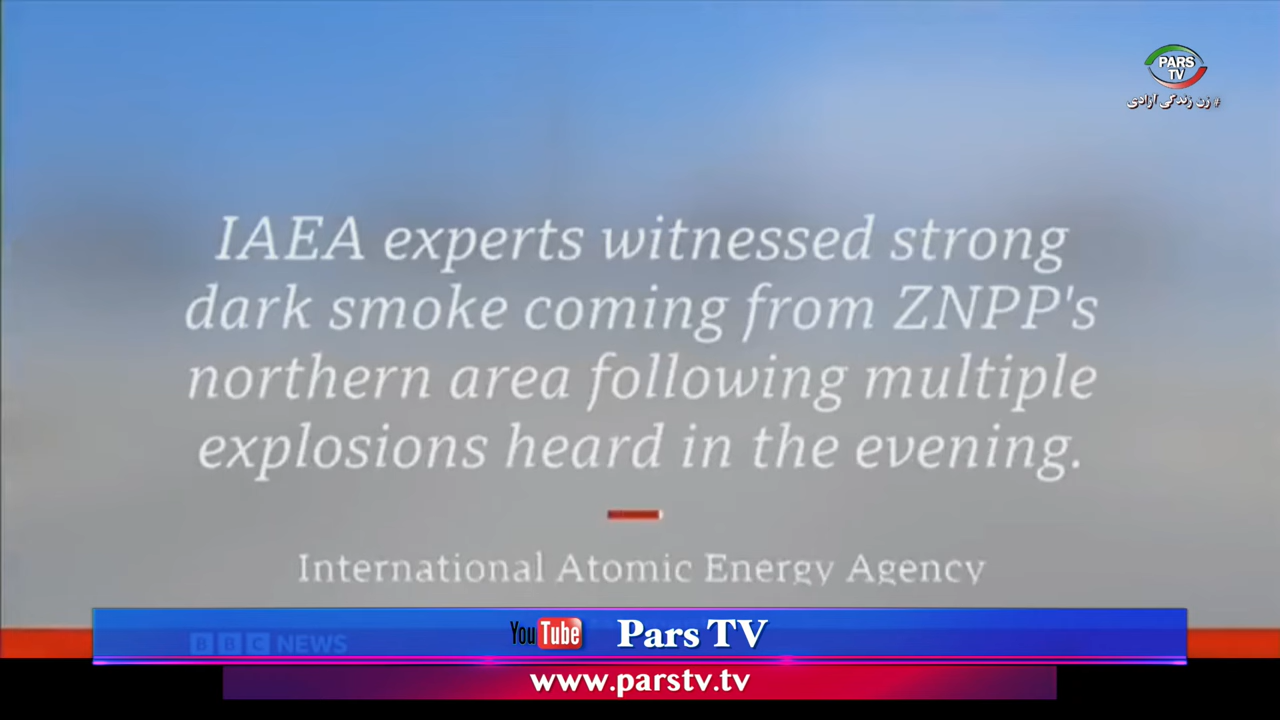 PARS
TV
# زن زندگی آزادی
IAEA experts witnessed strong
dark smoke coming from ZNPP's
northern area following multiple
explosions heard in the evening.
International Atomic Energy Agency
BBC NEWS
YouTube Pars TV
www.parstv.tv